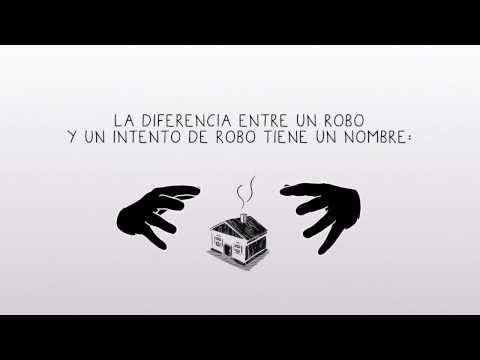 LA DIFERENCIA ENTRE UN ROBO
Y UN INTENTO DE ROBO TIENE UN NOMBRE: